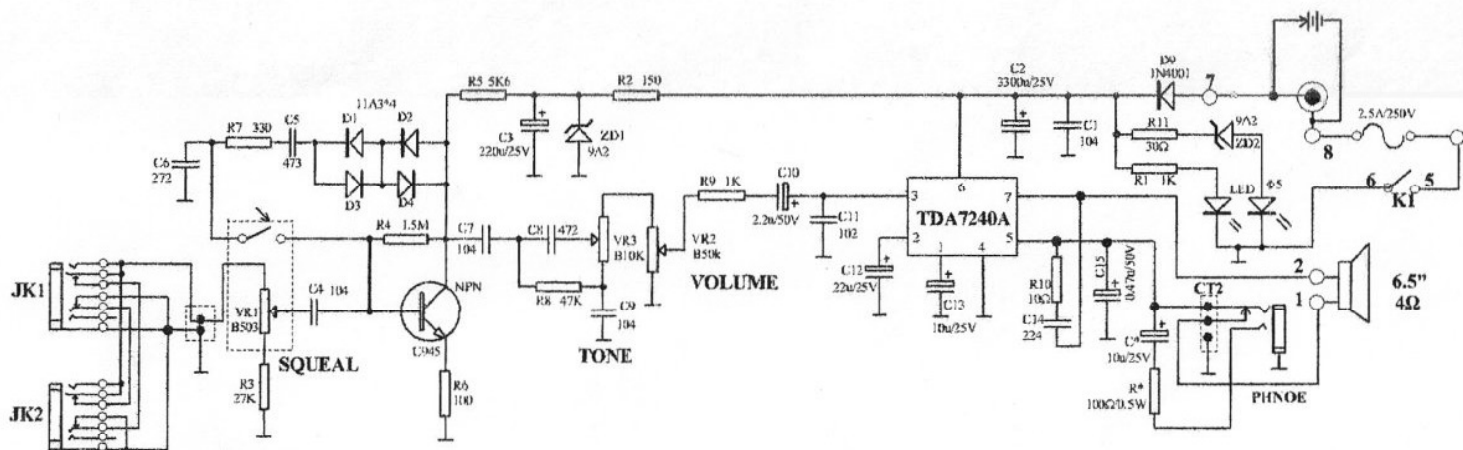 R5 5K6
R2 150
C2
3300u/25V
D9
1N4001
7
2.5A/250V
8
C1
104
R11
30Ω
9A2
ZD2
R1 1K
LED
Φ5
6
5
K1
11A3*4
D1
D2
D3
D4
R7 330
C5
473
C6
272
C3
220u/25V
ZD1
9A2
R4 1.5M
C7
104
C8
472
VR3
B10K
R8 47K
C9
104
TONE
VR2
B50k
VOLUME
R9 1K
C10
2.2u/50V
C11
102
3
6
7
TDA7240A
2
1
4
5
C12
22u/25V
C13
10u/25V
R10
10Ω
C14
224
C15
0.47u/50V
C*
10u/25V
R*
100Ω/0.5W
CT2
PHNOE
2
1
6.5"
4Ω
JK1
JK2
VR1
B503
C4 104
SQUEAL
R3
27K
NPN
C945
R6
100